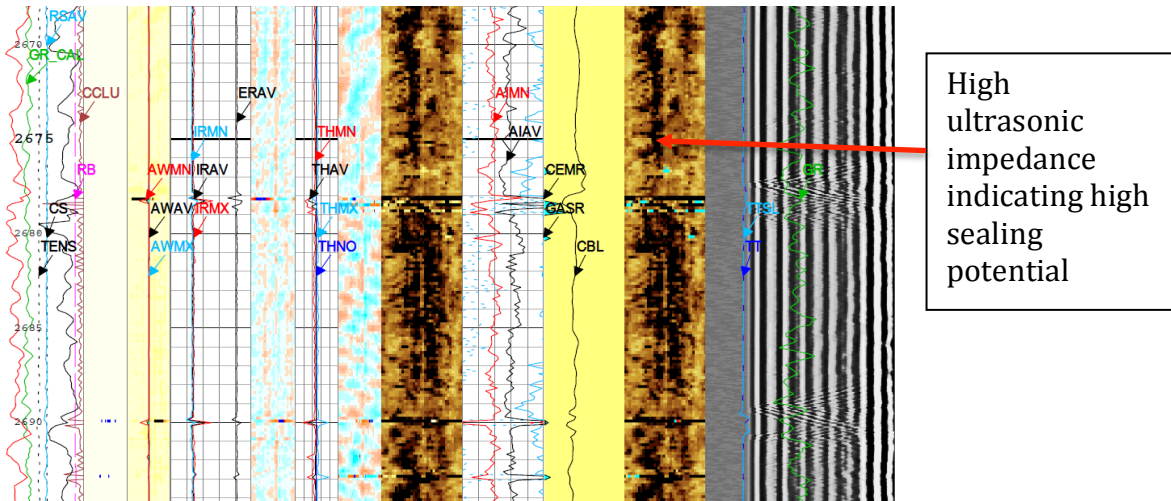 RSAV
2670
GR_CAL
CCLU
ERAV
AIMN
2675
IRMN
THMN
AIAV
RB
AWMN
IRAV
THAV
CEMR
GR
CS
AWAV
IRMX
THMX
GASR
TTSL
2680
TENS
AWMX
THNO
CBL
TT
2685
2690
High
ultrasonic
impedance
indicating high
sealing
potential